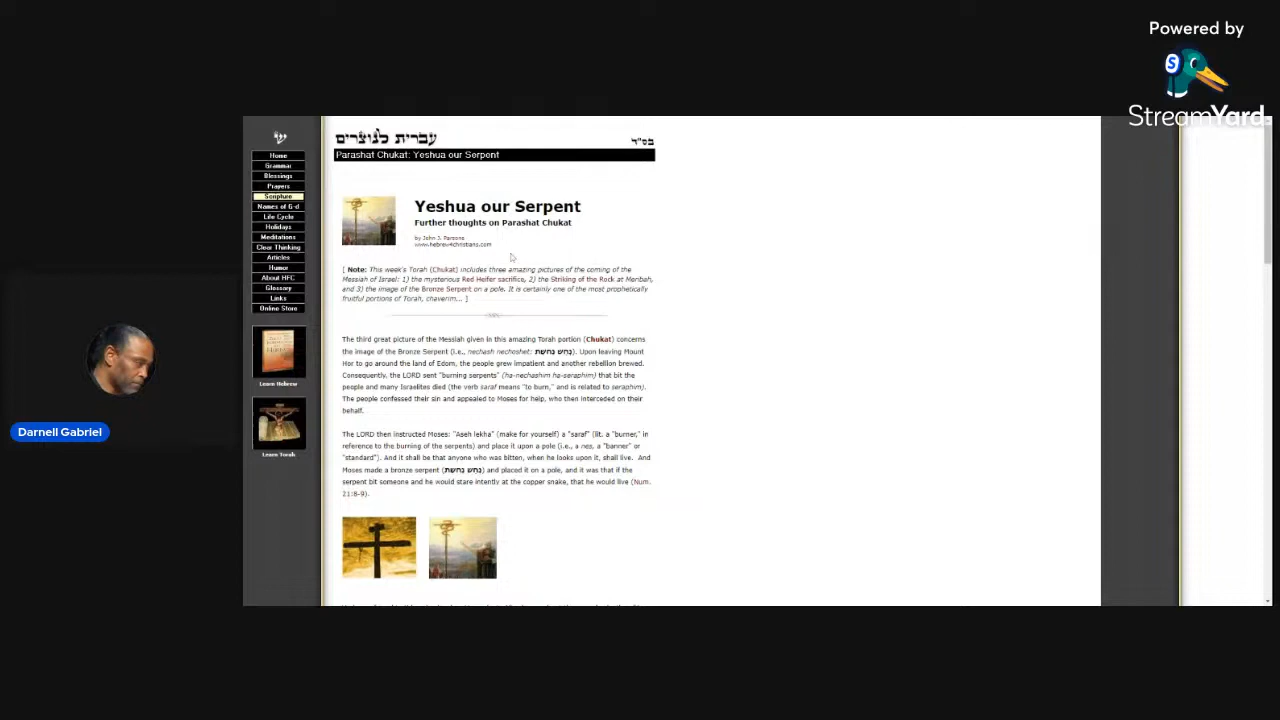 Powered by
StreamYard
עברית לנוצרים
בס"ד
Parashat Chukat: Yeshua our Serpent
Home
Grammar
Blessings
Prayers
Scripture
Names of G-d
Life Cycle
Holidays
Meditations
Clear Thinking
Articles
Humor
About HFC
Glossary
Links
Online Store
Learn Hebrew
Learn Torah
Yeshua our Serpent
Further thoughts on Parashat Chukat
by John J. Parsons
www.hebrew4christians.com
[ Note: This week's Torah (Chukat) includes three amazing pictures of the coming of the
Messiah of Israel: 1) the mysterious Red Heifer sacrifice, 2) the Striking of the Rock at Meribah,
and 3) the image of the Bronze Serpent on a pole. It is certainly one of the most prophetically
fruitful portions of Torah, chaverim... ]
The third great picture of the Messiah given in this amazing Torah portion (Chukat) concerns
the image of the Bronze Serpent (i.e., nechash nechoshet: נְחַשׁ נְחֹשֶׁת). Upon leaving Mount
Hor to go around the land of Edom, the people grew impatient and another rebellion brewed.
Consequently, the LORD sent "burning serpents" (ha-nechashim ha-seraphim) that bit the
people and many Israelites died (the verb saraf means "to burn," and is related to seraphim).
The people confessed their sin and appealed to Moses for help, who then interceded on their
behalf.
The LORD then instructed Moses: "Aseh lekha" (make for yourself) a "saraf" (lit. a "burner," in
reference to the burning of the serpents) and place it upon a pole (i.e., a nes, a "banner" or
"standard"). And it shall be that anyone who was bitten, when he looks upon it, shall live. And
Moses made a bronze serpent (נְחַשׁ נְחֹשֶׁת) and placed it on a pole, and it was that if the
serpent bit someone and he would stare intently at the copper snake, that he would live (Num.
21:8-9).
Darnell Gabriel